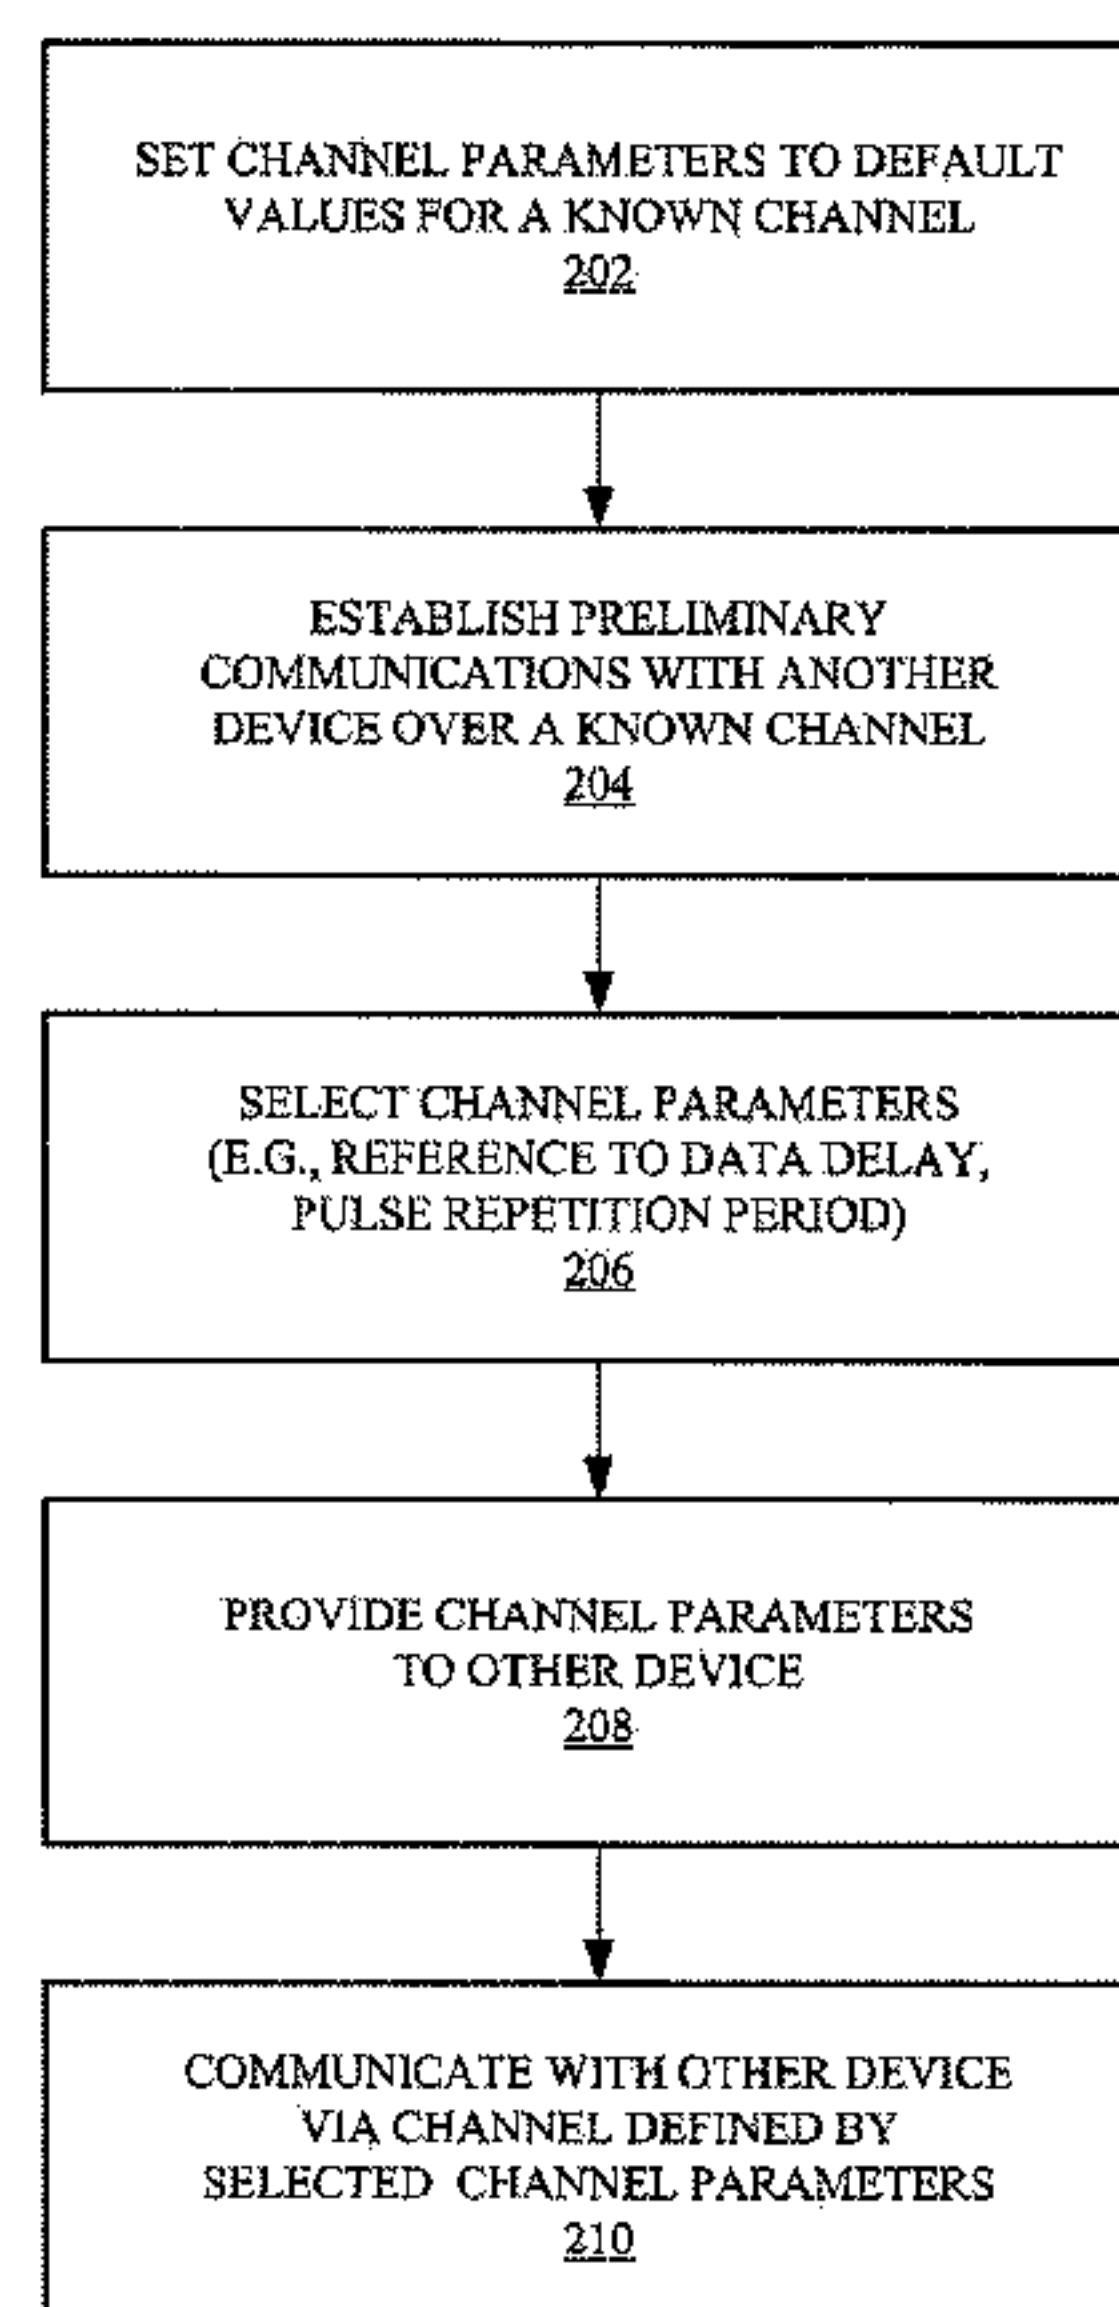 SET CHANNEL PARAMETERS TO DEFAULT
VALUES FOR A KNOWN CHANNEL
202
ESTABLISH PRELIMINARY
COMMUNICATIONS WITH ANOTHER
DEVICE OVER A KNOWN CHANNEL
204
SELECT CHANNEL PARAMETERS
(E.G., REFERENCE TO DATA DELAY,
PULSE REPETITION PERIOD)
206
PROVIDE CHANNEL PARAMETERS
TO OTHER DEVICE
208
COMMUNICATE WITH OTHER DEVICE
VIA CHANNEL DEFINED BY
SELECTED CHANNEL PARAMETERS
210